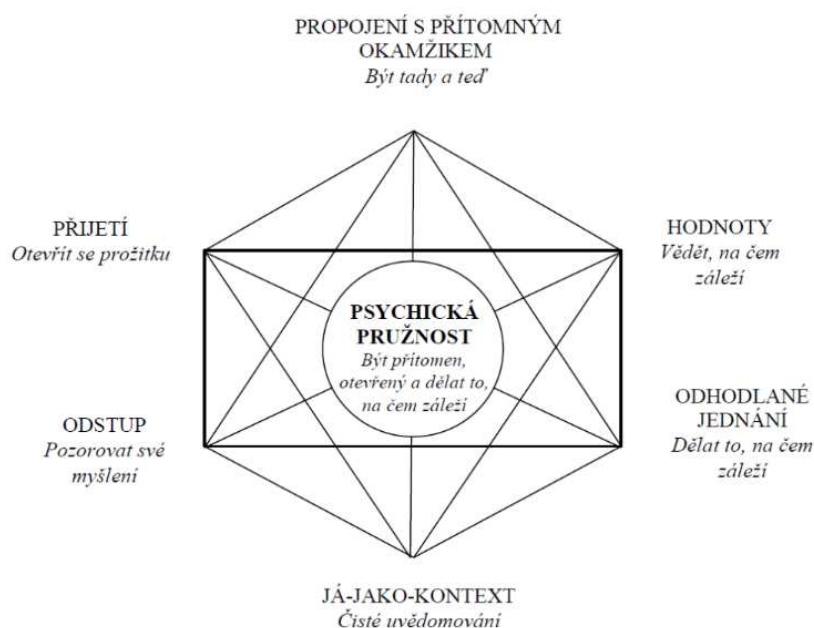 PROPOJENÍ S PŘÍTOMNÝM
OKAMŽIKEM
Být tady a teď
PŘIJETÍ
Otevřít se prožitku
HODNOTY
Vědět, na čem
záleží
PSYCHICKÁ
PRUŽNOST
Být přítomen,
otevřený a dělat to,
na čem záleží
ODSTUP
Pozorovat své
myšlení
ODHODLANÉ
JEDNÁNÍ
Dělat to, na čem
záleží
JÁ-JAKO-KONTEXT
Čisté uvědomování